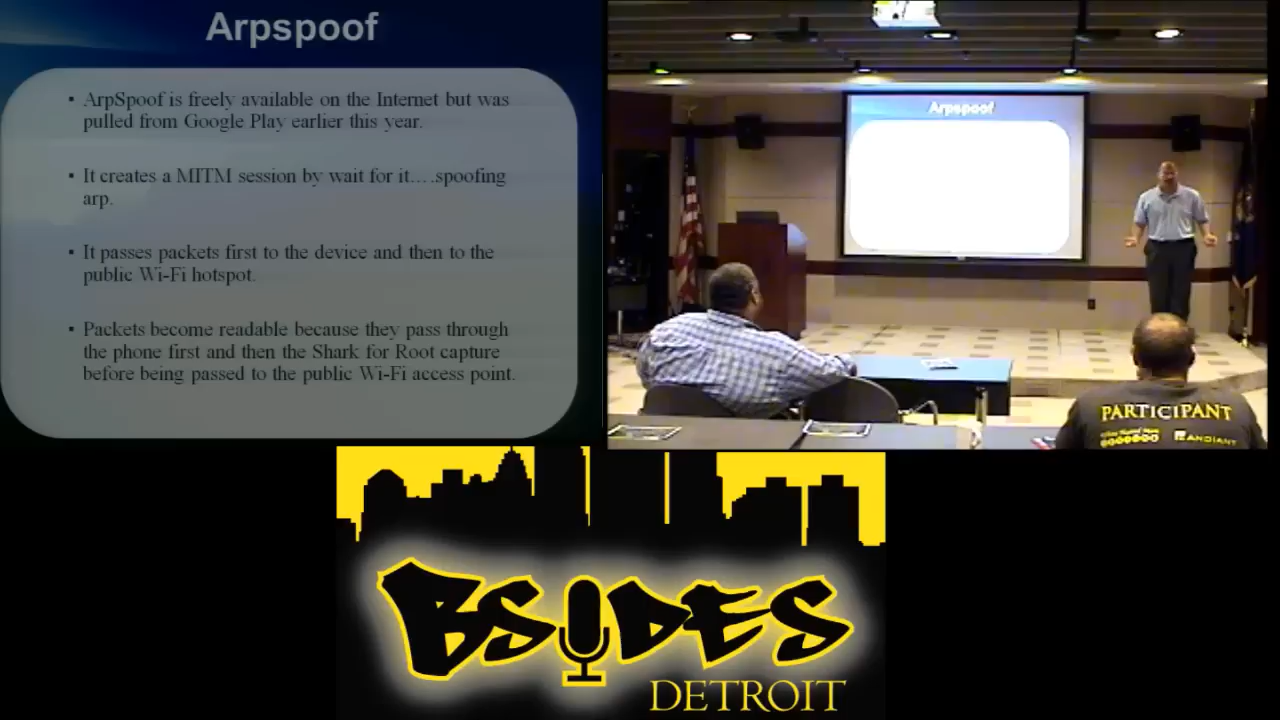 Arpspoof
▪ ArpSpoof is freely available on the Internet but was
pulled from Google Play earlier this year.
▪ It creates a MITM session by wait for it.…spoofing
arp.
▪ It passes packets first to the device and then to the
public Wi-Fi hotspot.
▪ Packets become readable because they pass through
the phone first and then the Shark for Root capture
before being passed to the public Wi-Fi access point.
Arpspoof
PARTICIPANT
BSIDES
DETROIT